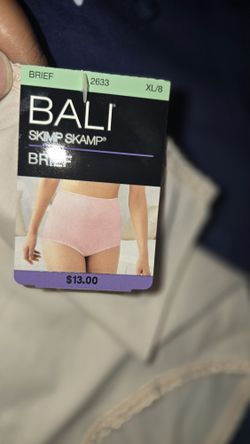 BRIEF 2633 XL/8
BALI®
SKIMP SKAMP®
BRIEF
$13.00